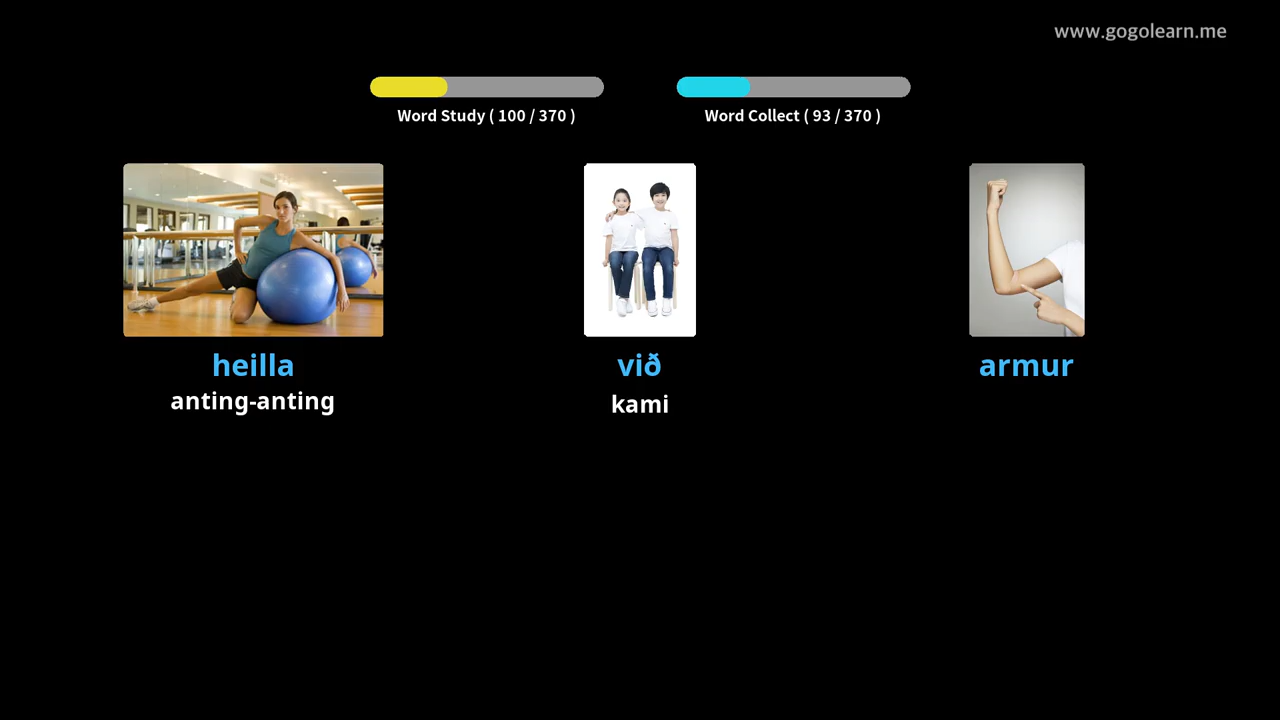 www.gogolearn.me
Word Study ( 100 / 370 )
Word Collect ( 93 / 370 )
heilla
við
armur
anting-anting
kami